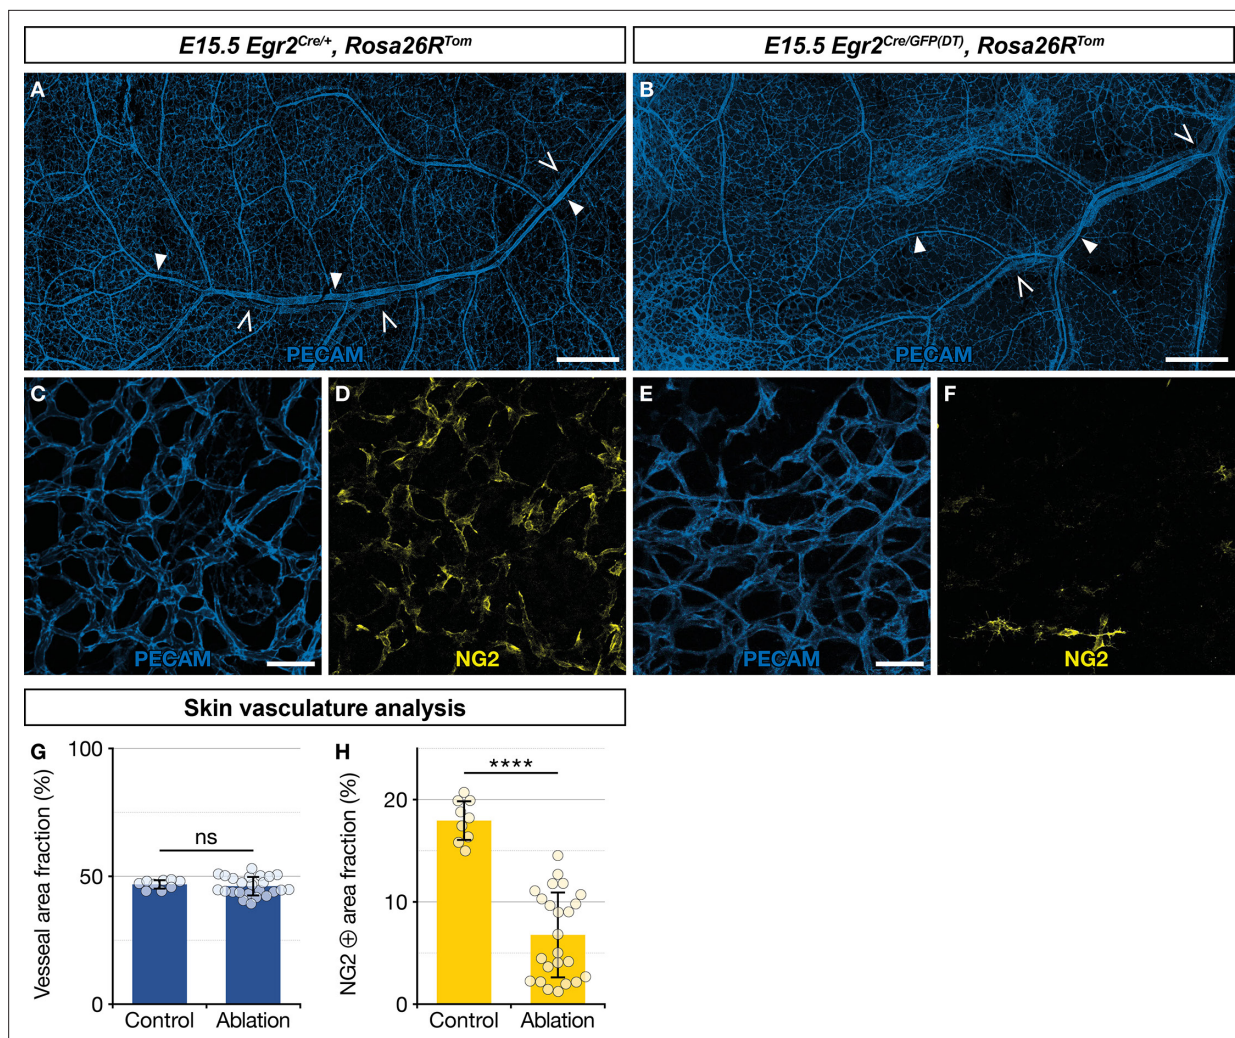 E15.5 Egr2Cre/+, Rosa26RTom
E15.5 Egr2Cre/GFP(DT), Rosa26RTom
A
PECAM
B
PECAM
C
PECAM
D
NG2
E
PECAM
F
NG2
Skin vasculature analysis
G
Vesseal area fraction (%)
100
50
0
ns
Control
Ablation
H
NG2 ⊕ area fraction (%)
20
10
0
****
Control
Ablation